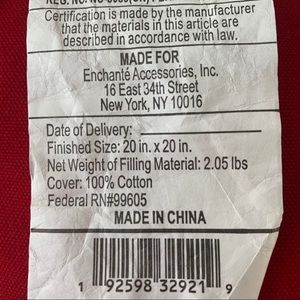 Certification is made by the manufacturer
that the materials in this article are
described in accordance with law.
MADE FOR
Enchanté Accessories, Inc.
16 East 34th Street
New York, NY 10016
Date of Delivery:
Finished Size: 20 in. x 20 in.
Net Weight of Filling Material: 2.05 lbs
Cover: 100% Cotton
Federal RN#99605
MADE IN CHINA
1 92598 32921 9